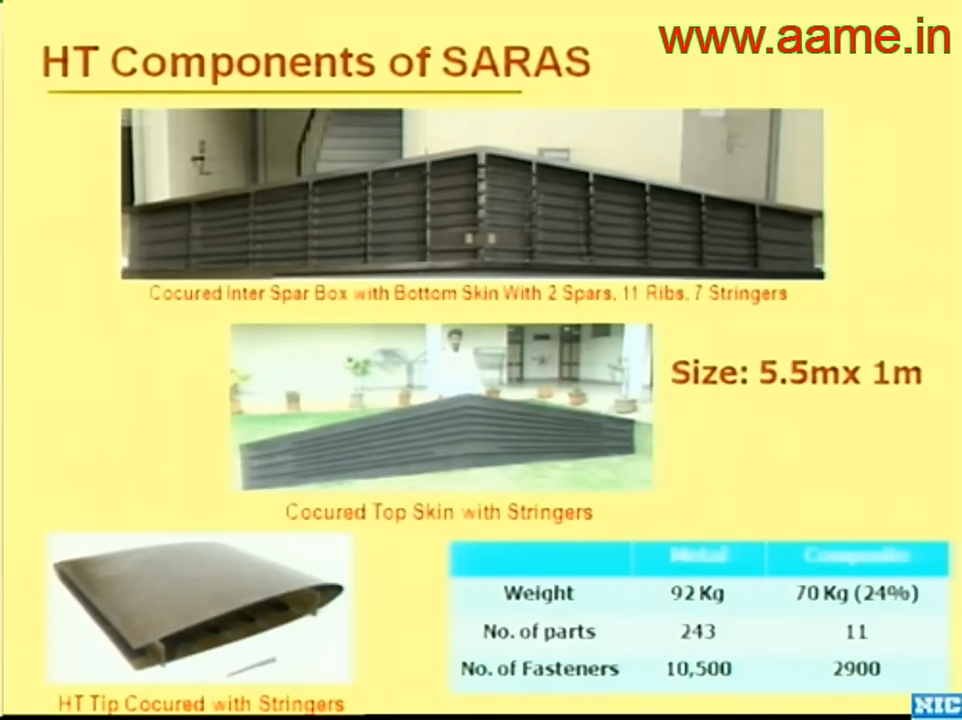 www.aame.in
HT Components of SARAS
Cocured Inter Spar Box with Bottom Skin With 2 Spars, 11 Ribs, 7 Stringers
Size: 5.5mx 1m
Cocured Top Skin with Stringers
Metal Composite
Weight 92 Kg 70 Kg (24%)
No. of parts 243 11
No. of Fasteners 10,500 2900
HT Tip Cocured with Stringers
NIC